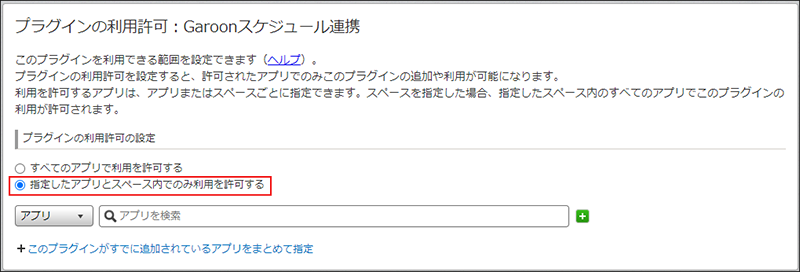 プラグインの利用許可：Garoonスケジュール連携
このプラグインを利用できる範囲を設定できます（ヘルプ）。
プラグインの利用許可を設定すると、許可されたアプリでのみこのプラグインの追加や利用が可能になります。
利用を許可するアプリは、アプリまたはスペースごとに指定できます。スペースを指定した場合、指定したスペース内のすべてのアプリでこのプラグインの
利用が許可されます。
プラグインの利用許可の設定
すべてのアプリで利用を許可する
指定したアプリとスペース内でのみ利用を許可する
アプリ アプリを検索
このプラグインがすでに追加されているアプリをまとめて指定